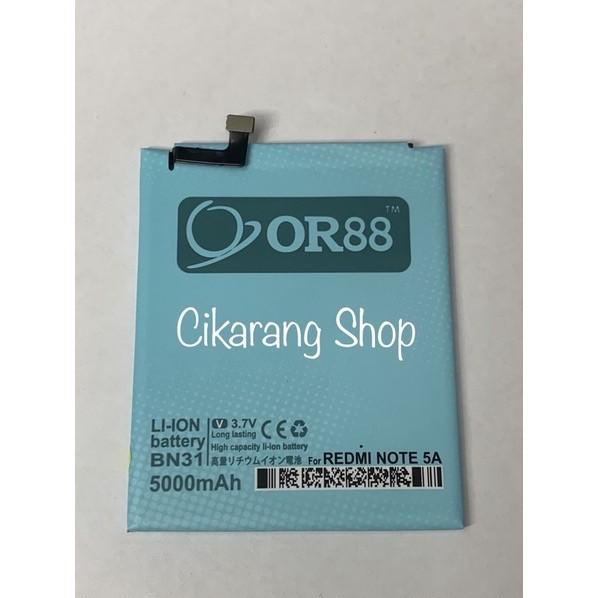 OR88™
Cikarang Shop
LI-ION
battery
BN31
5000mAh
V 3.7V
Long lasting
High capacity li-ion battery
高量リチウムイオン電池
CE
For REDMI NOTE 5A